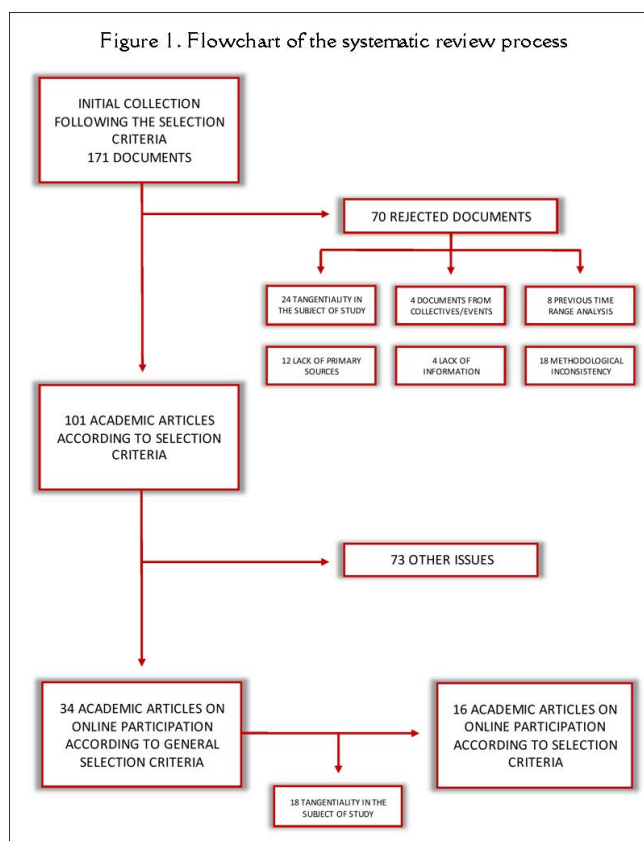 Figure 1. Flowchart of the systematic review process
INITIAL COLLECTION
FOLLOWING THE SELECTION
CRITERIA
171 DOCUMENTS
70 REJECTED DOCUMENTS
24 TANGENTIALITY IN
THE SUBJECT OF STUDY
4 DOCUMENTS FROM
COLLECTIVES/EVENTS
8 PREVIOUS TIME
RANGE ANALYSIS
12 LACK OF PRIMARY
SOURCES
4 LACK OF
INFORMATION
18 METHODOLOGICAL
INCONSISTENCY
101 ACADEMIC ARTICLES
ACCORDING TO SELECTION
CRITERIA
73 OTHER ISSUES
34 ACADEMIC ARTICLES ON
ONLINE PARTICIPATION
ACCORDING TO GENERAL
SELECTION CRITERIA
16 ACADEMIC ARTICLES ON
ONLINE PARTICIPATION
ACCORDING TO SELECTION
CRITERIA
18 TANGENTIALITY IN THE
SUBJECT OF STUDY